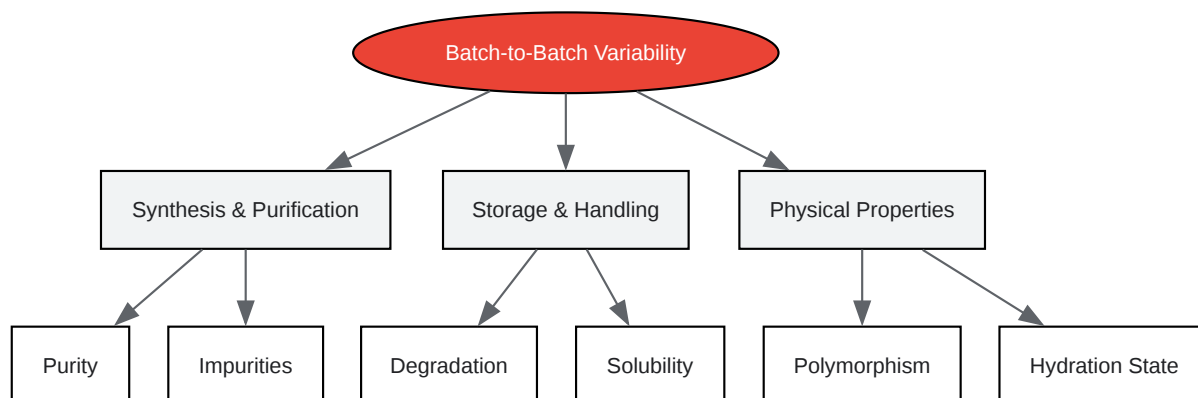 Batch-to-Batch Variability
Synthesis & Purification
Storage & Handling
Physical Properties
Purity
Impurities
Degradation
Solubility
Polymorphism
Hydration State